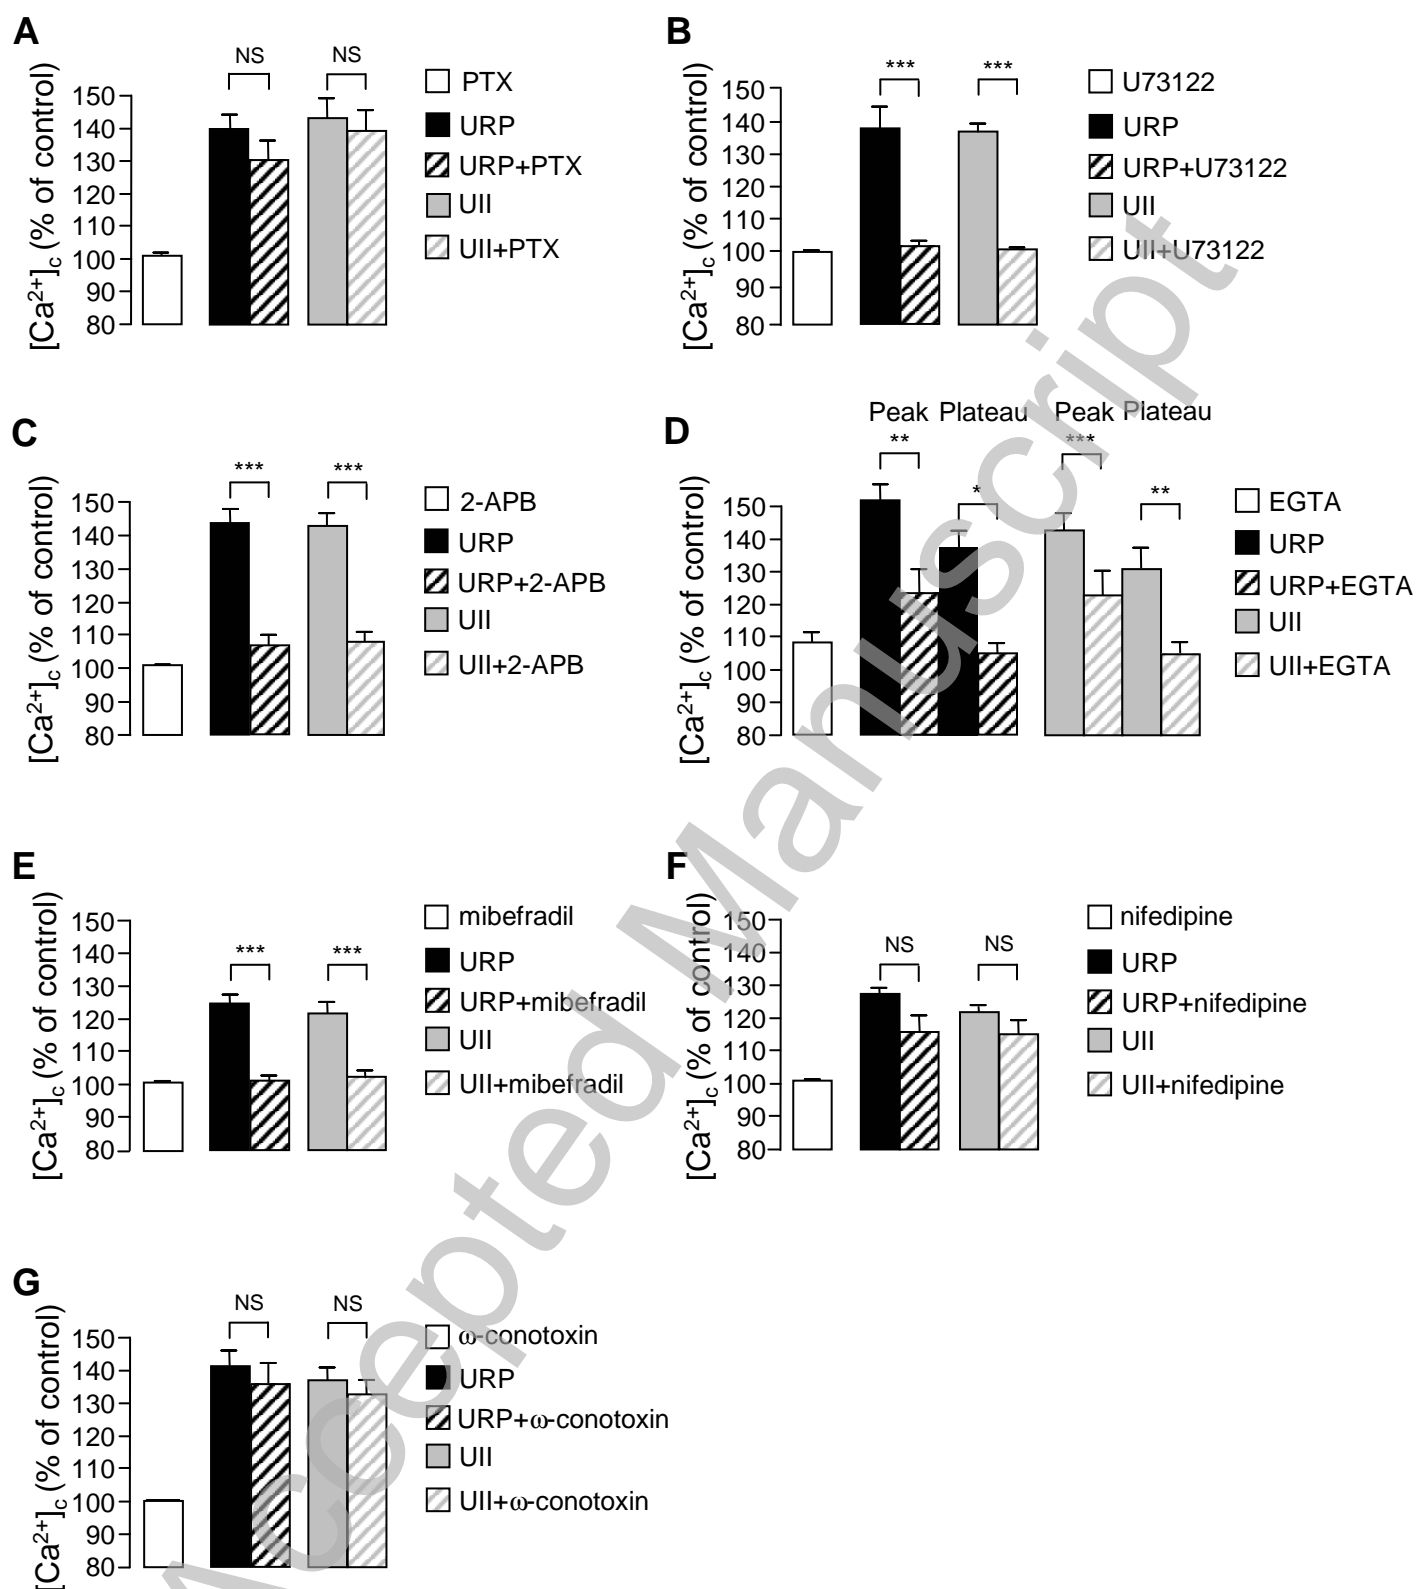 A
NS NS
[Ca2+]c (% of control)
150
140
130
120
110
100
90
80
PTX
URP
URP+PTX
UII
UII+PTX
B
*** ***
[Ca2+]c (% of control)
150
140
130
120
110
100
90
80
U73122
URP
URP+U73122
UII
UII+U73122
C
*** ***
[Ca2+]c (% of control)
150
140
130
120
110
100
90
80
2-APB
URP
URP+2-APB
UII
UII+2-APB
D
Peak Plateau Peak Plateau
** * *** **
[Ca2+]c (% of control)
150
140
130
120
110
100
90
80
EGTA
URP
URP+EGTA
UII
UII+EGTA
E
*** ***
[Ca2+]c (% of control)
150
140
130
120
110
100
90
80
mibefradil
URP
URP+mibefradil
UII
UII+mibefradil
F
NS NS
[Ca2+]c (% of control)
150
140
130
120
110
100
90
80
nifedipine
URP
URP+nifedipine
UII
UII+nifedipine
G
NS NS
[Ca2+]c (% of control)
150
140
130
120
110
100
90
80
ω-conotoxin
URP
URP+ω-conotoxin
UII
UII+ω-conotoxin
Accepted Manuscript